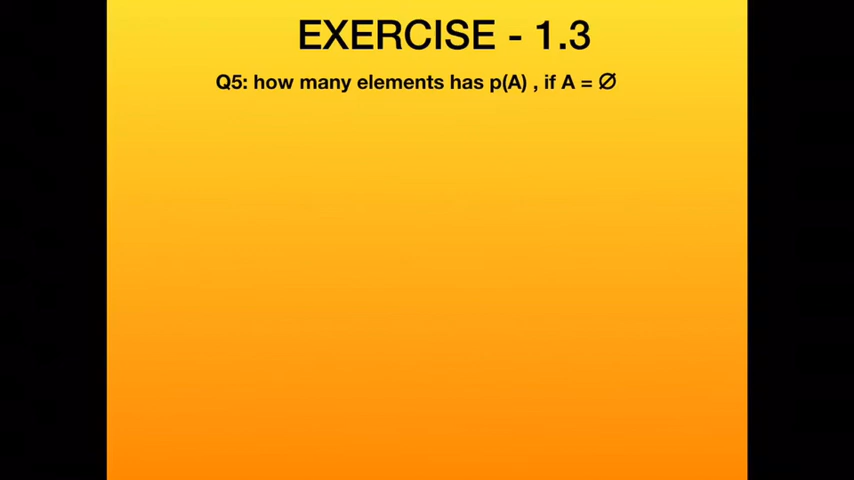 EXERCISE - 1.3
Q5: how many elements has p(A) , if A = ∅